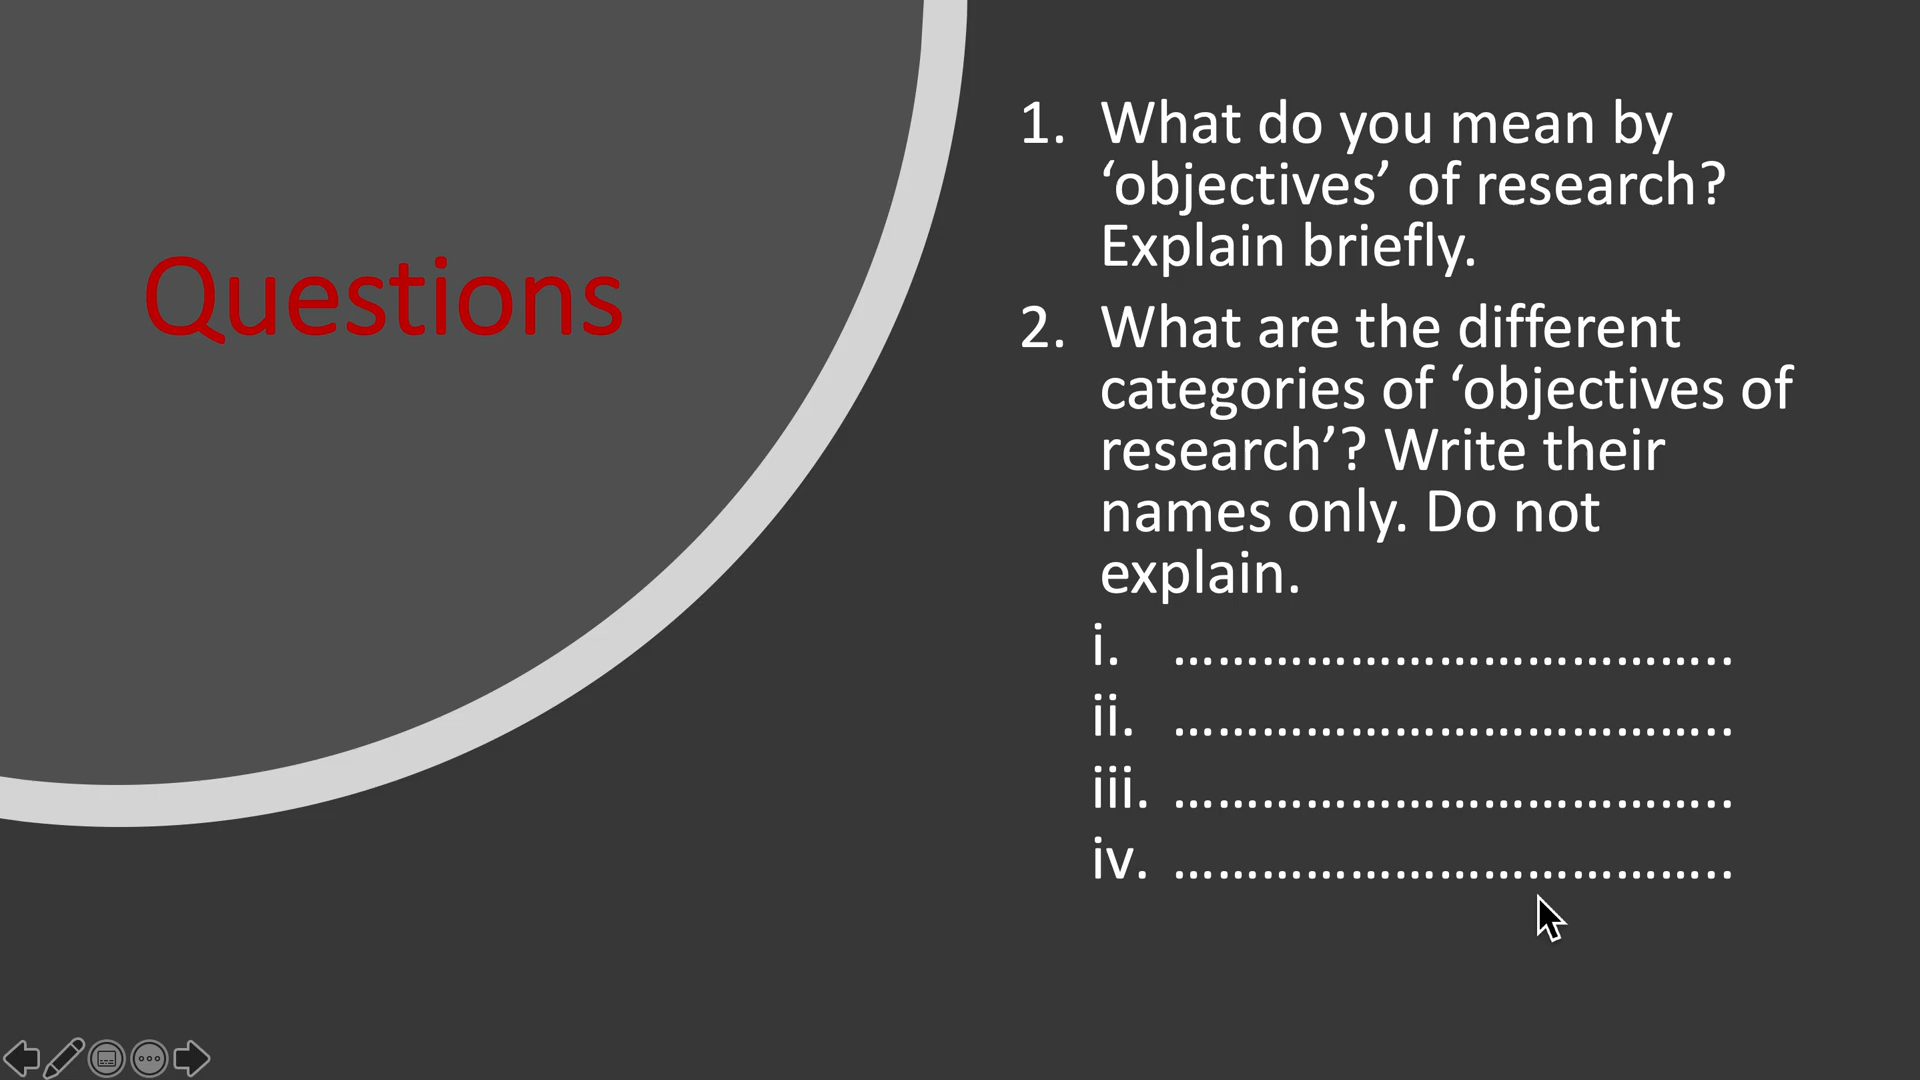 Questions
1. What do you mean by
‘objectives’ of research?
Explain briefly.
2. What are the different
categories of ‘objectives of
research’? Write their
names only. Do not
explain.
i. …………………………………..
ii. …………………………………..
iii. …………………………………..
iv. …………………………………..